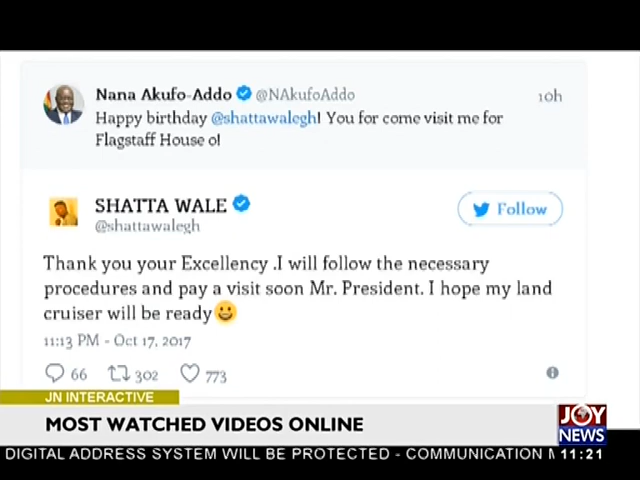 Nana Akufo-Addo @NAkufoAddo 10h
Happy birthday @shattawalegh! You for come visit me for
Flagstaff House o!
SHATTA WALE
Follow
@shattawalegh
Thank you your Excellency .I will follow the necessary
procedures and pay a visit soon Mr. President. I hope my land
cruiser will be ready😀
11:13 PM - Oct 17, 2017
66 302 773
JN INTERACTIVE
MOST WATCHED VIDEOS ONLINE
JOY
NEWS
DIGITAL ADDRESS SYSTEM WILL BE PROTECTED - COMMUNICATION 11:21